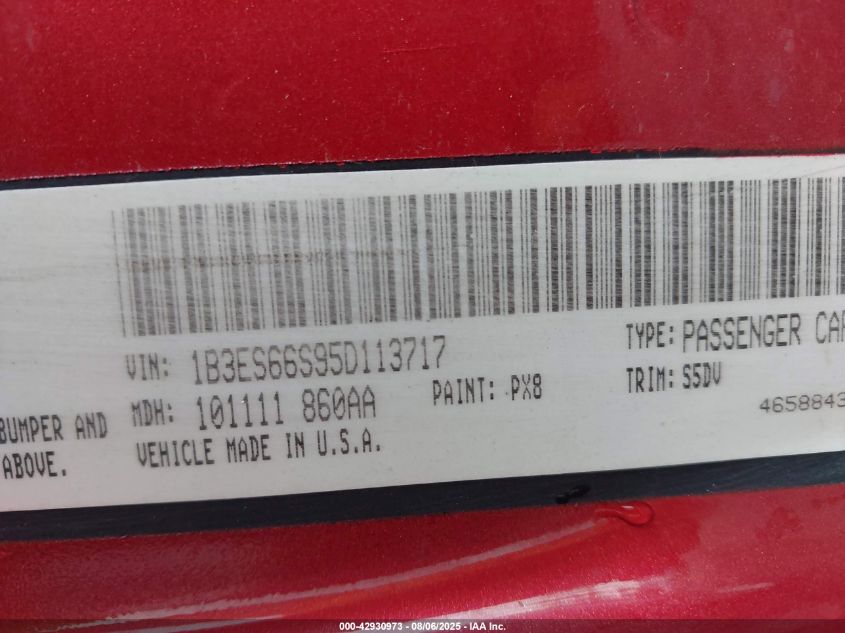 VIN: 1B3ES66S95D113717
TYPE: PASSENGER CAR
MDH: 101111 860AA
PAINT: PX8
TRIM: S5DV
4658843
BUMPER AND
ABOVE.
VEHICLE MADE IN U.S.A.
000-42930973 - 08/06/2025 - IAA Inc.